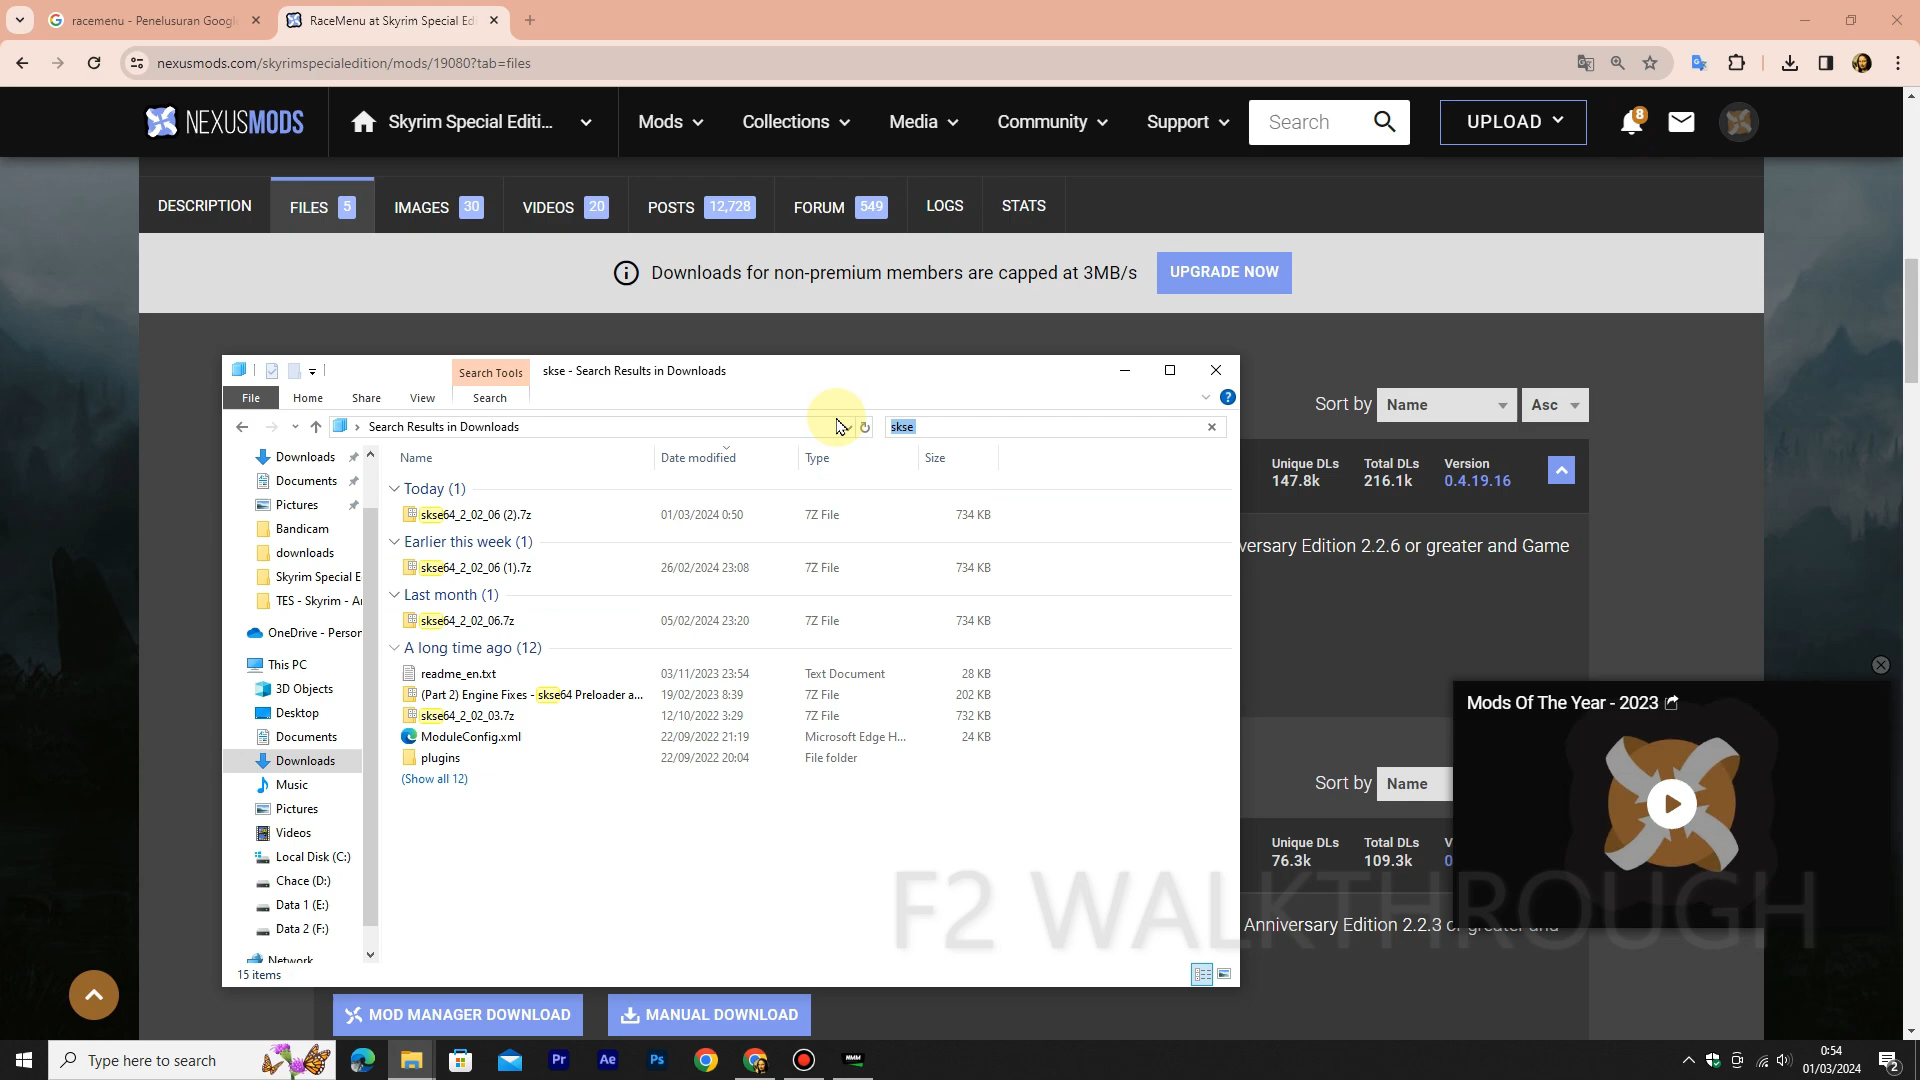 racemenu - Penelusuran Google
RaceMenu at Skyrim Special Edi
nexusmods.com/skyrimspecialedition/mods/19080?tab=files
NEXUSMODS
Skyrim Special Editi...
Mods
Collections
Media
Community
Support
Search
UPLOAD
8
DESCRIPTION
FILES 5
IMAGES 30
VIDEOS 20
POSTS 12,728
FORUM 549
LOGS
STATS
Downloads for non-premium members are capped at 3MB/s
UPGRADE NOW
Search Tools
skse - Search Results in Downloads
File
Home
Share
View
Search
Search Results in Downloads
skse
Name
Date modified
Type
Size
Downloads
Documents
Pictures
Bandicam
downloads
Skyrim Special E
TES - Skyrim - A
OneDrive - Person
This PC
3D Objects
Desktop
Documents
Downloads
Music
Pictures
Videos
Local Disk (C:)
Chace (D:)
Data 1 (E:)
Data 2 (F:)
Network
Today (1)
skse64_2_02_06 (2).7z 01/03/2024 0:50 7Z File 734 KB
Earlier this week (1)
skse64_2_02_06 (1).7z 26/02/2024 23:08 7Z File 734 KB
Last month (1)
skse64_2_02_06.7z 05/02/2024 23:20 7Z File 734 KB
A long time ago (12)
readme_en.txt 03/11/2023 23:54 Text Document 28 KB
(Part 2) Engine Fixes - skse64 Preloader a... 19/02/2023 8:39 7Z File 202 KB
skse64_2_02_03.7z 12/10/2022 3:29 7Z File 732 KB
ModuleConfig.xml 22/09/2022 21:19 Microsoft Edge H... 24 KB
plugins 22/09/2022 20:04 File folder
(Show all 12)
15 items
Sort by Name Asc
Unique DLs Total DLs Version
147.8k 216.1k 0.4.19.16
versary Edition 2.2.6 or greater and Game
Mods Of The Year - 2023
Sort by Name
Unique DLs Total DLs V
76.3k 109.3k 0
Anniversary Edition 2.2.3 or greater and
F2 WALKTHROUGH
MOD MANAGER DOWNLOAD
MANUAL DOWNLOAD
Type here to search
Pr
Ae
Ps
NMM
0:54
01/03/2024
2